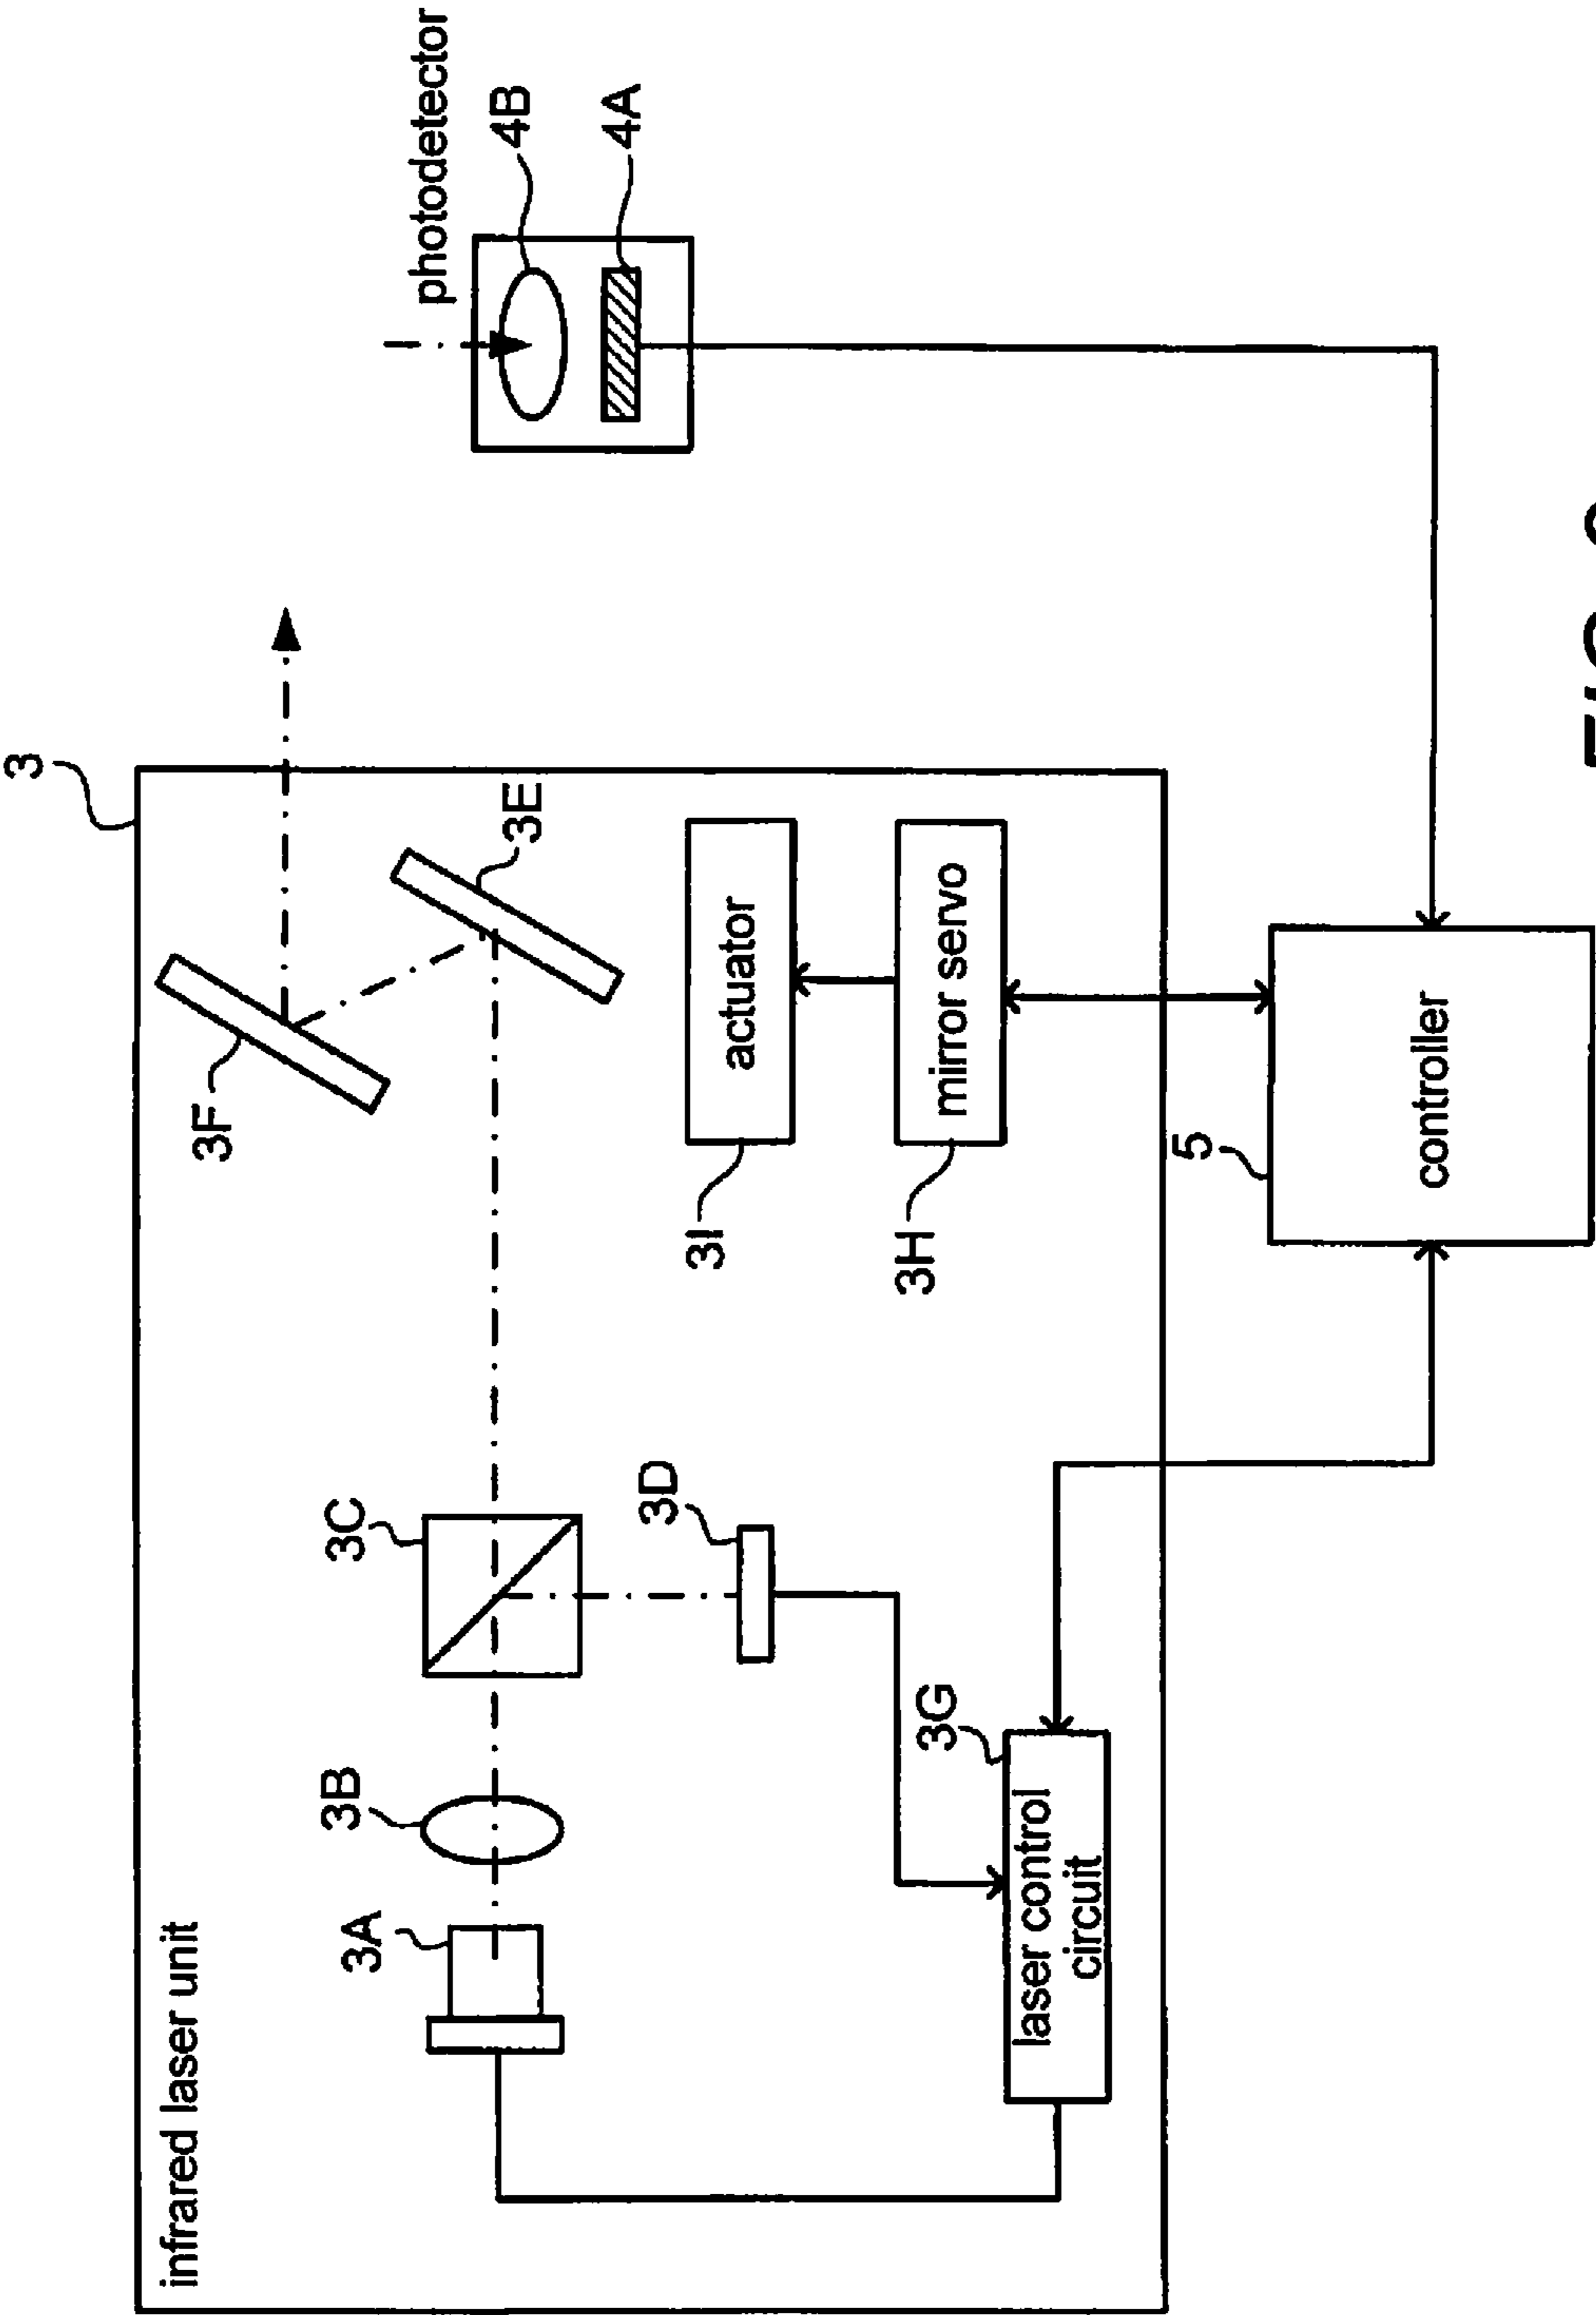 infrared laser unit
3
3A
3B
3C
3D
3E
3F
3G
laser control
circuit
3H
mirror servo
3I
actuator
photodetector
4B
4A
5
controller